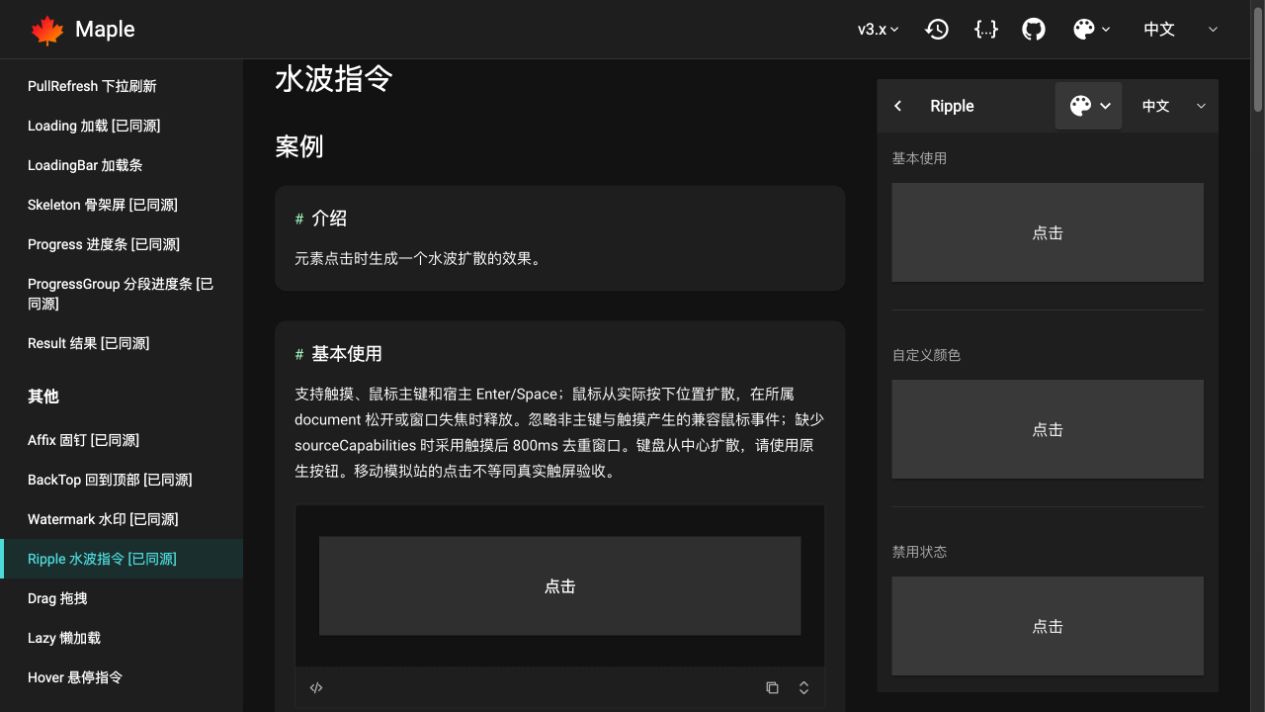 Maple
v3.x
中文
PullRefresh 下拉刷新
Loading 加载 [已同源]
LoadingBar 加载条
Skeleton 骨架屏 [已同源]
Progress 进度条 [已同源]
ProgressGroup 分段进度条 [已
同源]
Result 结果 [已同源]
其他
Affix 固钉 [已同源]
BackTop 回到顶部 [已同源]
Watermark 水印 [已同源]
Ripple 水波指令 [已同源]
Drag 拖拽
Lazy 懒加载
Hover 悬停指令
水波指令
案例
# 介绍
元素点击时生成一个水波扩散的效果。
# 基本使用
支持触摸、鼠标主键和宿主 Enter/Space；鼠标从实际按下位置扩散，在所属
document 松开或窗口失焦时释放。忽略非主键与触摸产生的兼容鼠标事件；缺少
sourceCapabilities 时采用触摸后 800ms 去重窗口。键盘从中心扩散，请使用原
生按钮。移动模拟站的点击不等同真实触屏验收。
点击
Ripple
中文
基本使用
点击
自定义颜色
点击
禁用状态
点击